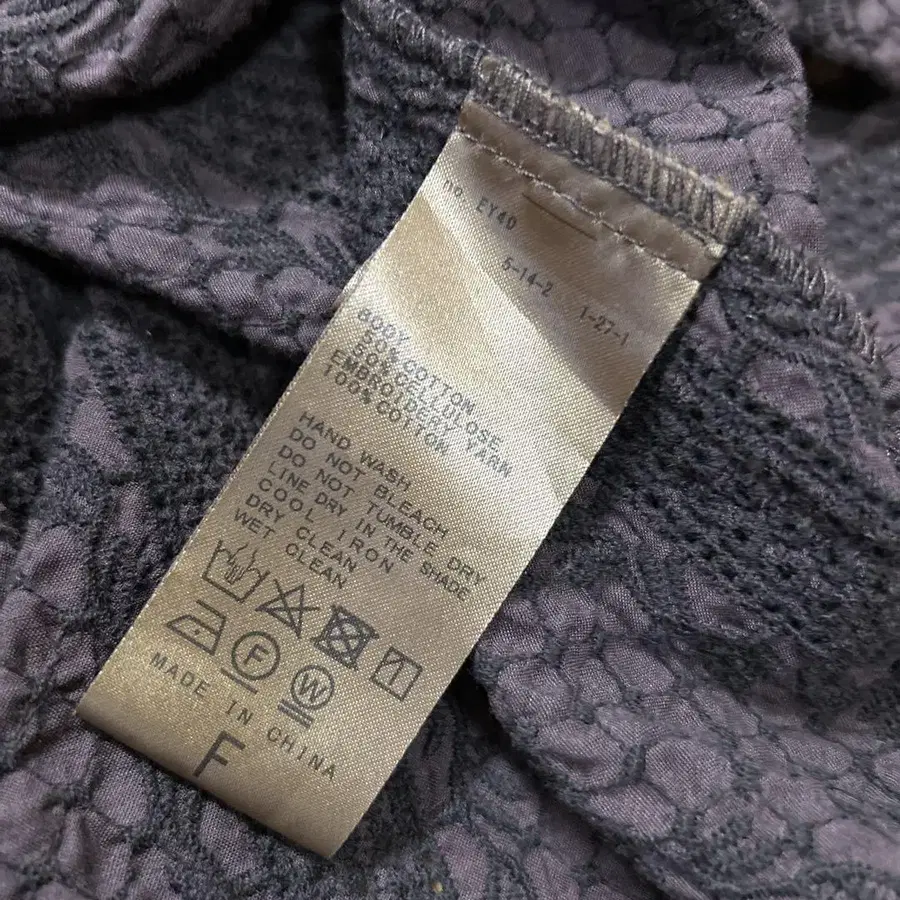 no. EY40
5-14-2
1-27-1
BODY
50%COTTON
50%CELLULOSE
EMBROIDERY YARN
100%COTTON
HAND WASH
DO NOT BLEACH
DO NOT TUMBLE DRY
LINE DRY IN THE SHADE
COOL IRON
DRY CLEAN
WET CLEAN
F
W
MADE IN CHINA
F